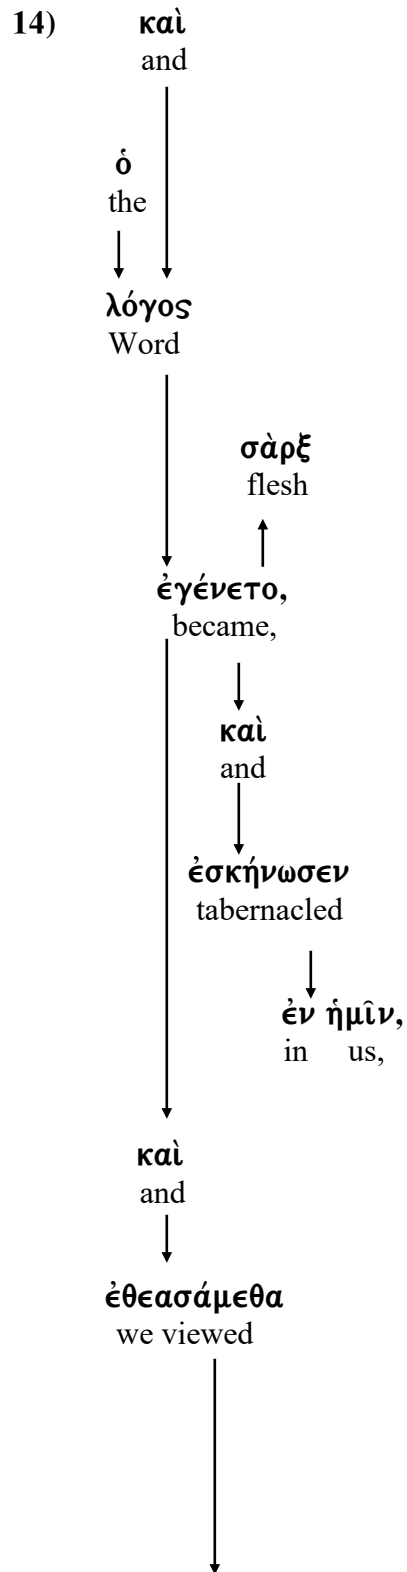 14) καὶ
and
ὁ
the
λόγος
Word
σὰρξ
flesh
ἐγένετο,
became,
καὶ
and
ἐσκήνωσεν
tabernacled
ἐν ἡμῖν,
in us,
καὶ
and
ἐθεασάμεθα
we viewed